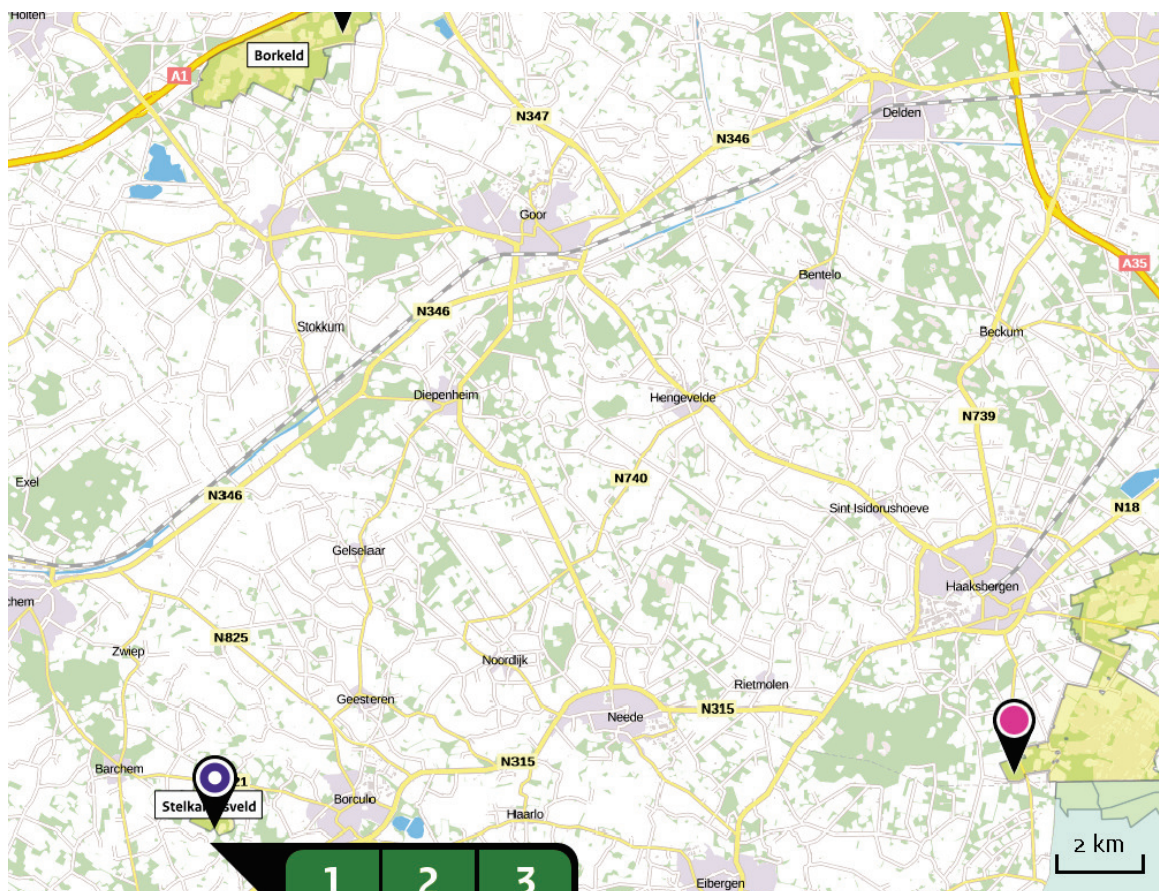 Holten
Borkeld
A1
N347
N346
Delden
Goor
A35
Bentelo
N346
Stokkum
Beckum
Diepenheim
Hengevelde
N739
Exel
N740
N346
N18
Sint Isidorushoeve
Gelselaar
Haaksbergen
chem
N825
Zwiep
Noordijk
Rietmolen
Geesteren
N315
Neede
N315
Barchem
21
Borculo
Haarlo
2 km
1 2 3
Eibergen